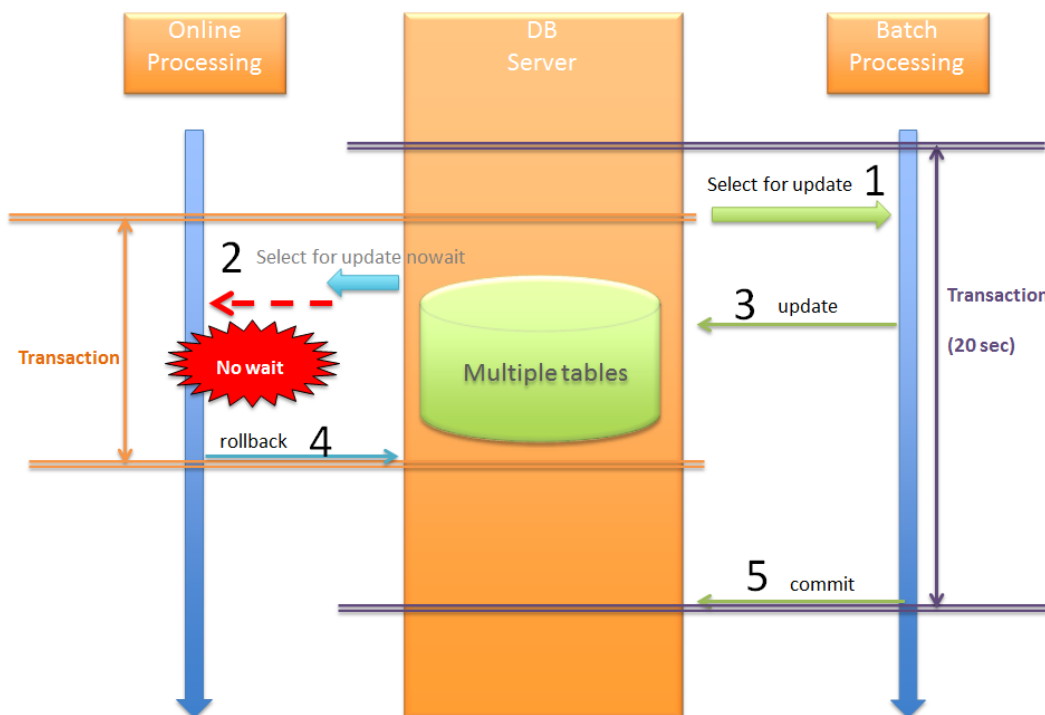 Online
Processing
DB
Server
Batch
Processing
Select for update 1
2 Select for update nowait
3 update
Transaction
(20 sec)
Transaction
No wait
Multiple tables
rollback 4
5 commit